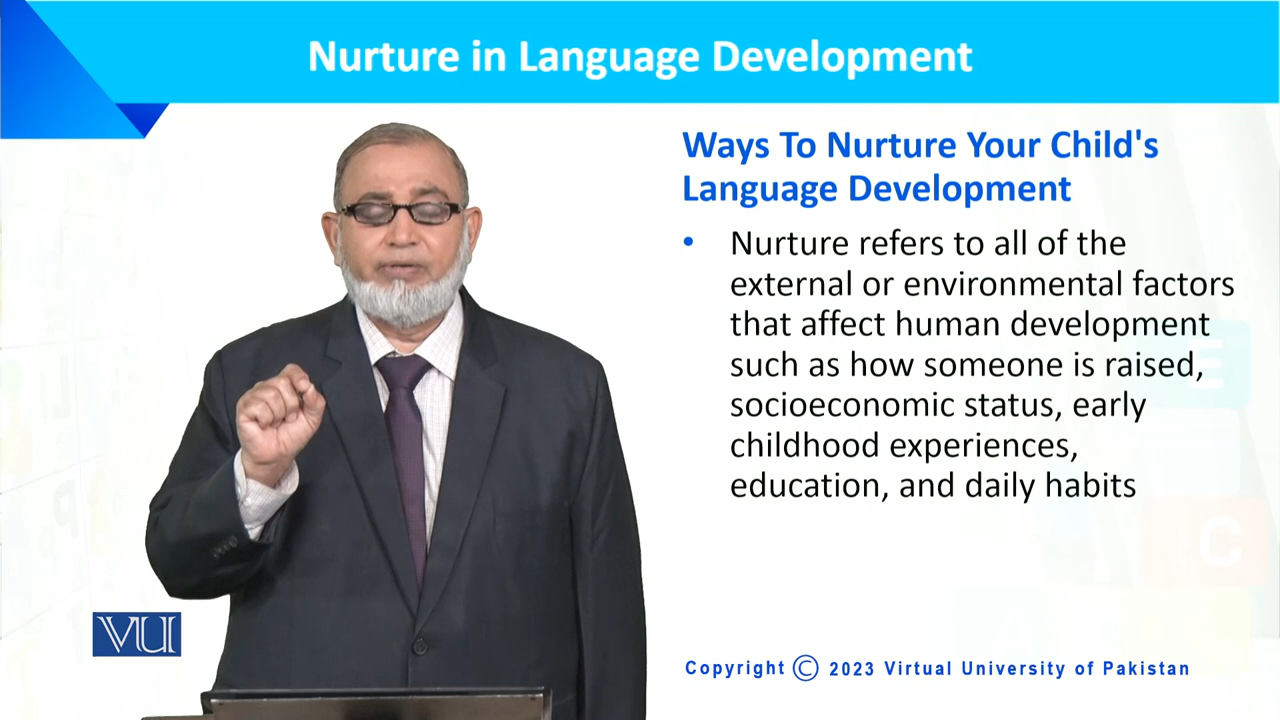 Nurture in Language Development
Ways To Nurture Your Child's
Language Development
• Nurture refers to all of the
external or environmental factors
that affect human development
such as how someone is raised,
socioeconomic status, early
childhood experiences,
education, and daily habits
E
C
VU
Copyright © 2023 Virtual University of Pakistan